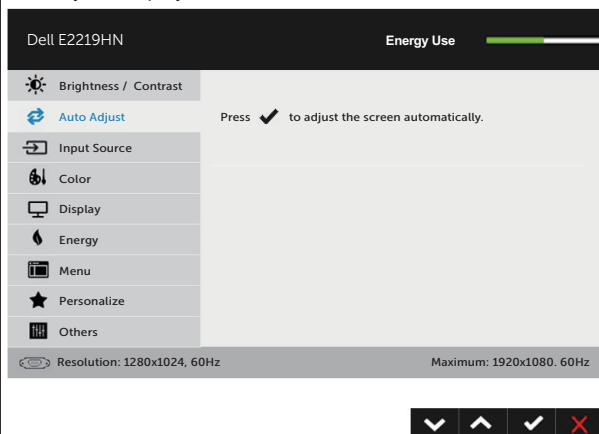 Dell E2219HN
Energy Use
Brightness / Contrast
Auto Adjust
Press ✔ to adjust the screen automatically.
Input Source
Color
Display
Energy
Menu
Personalize
Others
Resolution: 1280x1024, 60Hz
Maximum: 1920x1080. 60Hz